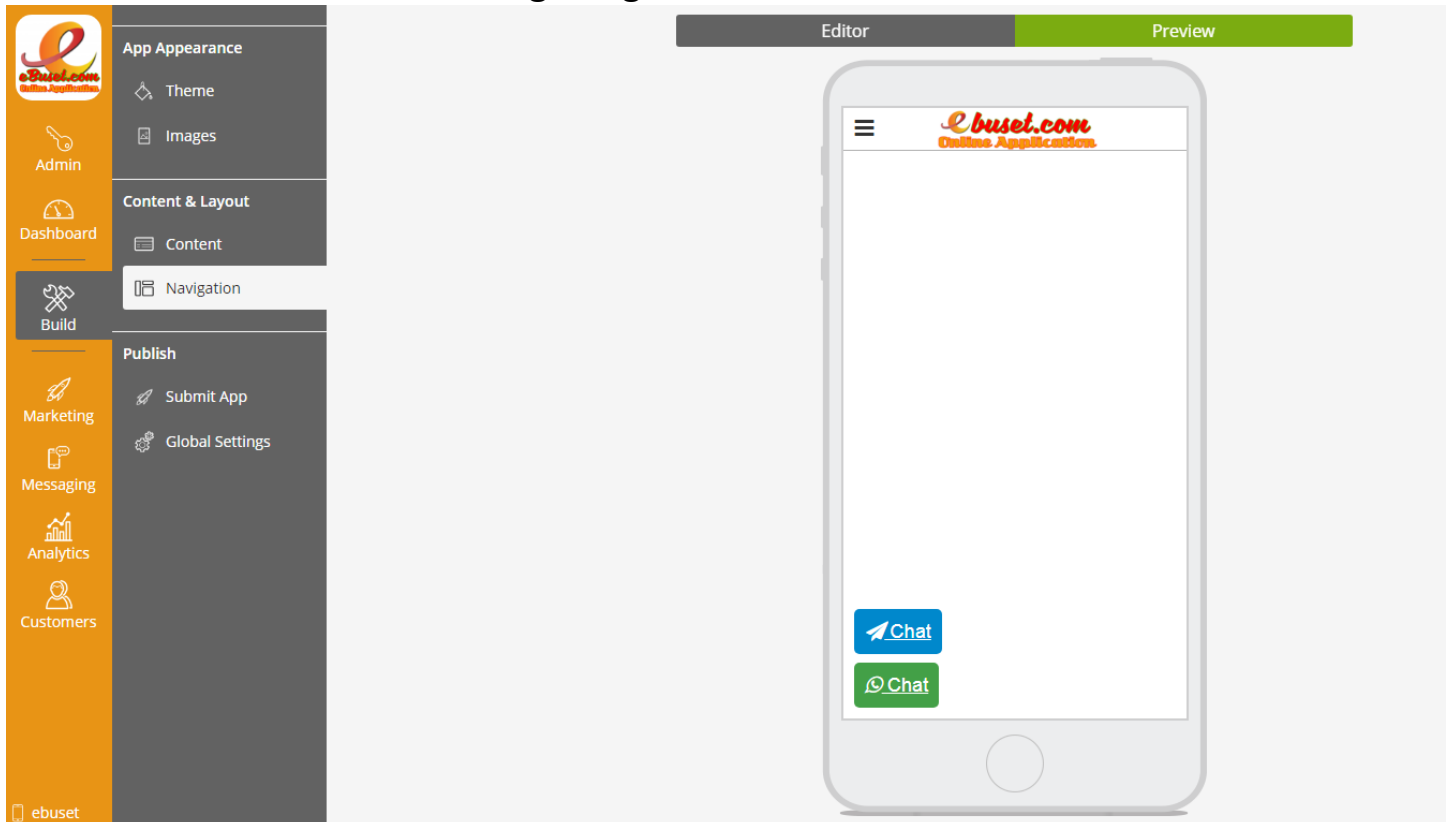 eBuset.com
Online Application
Admin
Dashboard
Build
Marketing
Messaging
Analytics
Customers
ebuset
App Appearance
Theme
Images
Content & Layout
Content
Navigation
Publish
Submit App
Global Settings
Editor
Preview
ebuset.com
Online Application
Chat
Chat